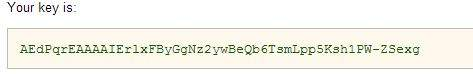 Your key is:
AEdPqrEAAAAIErlxFByGgNz2ywBeQb6TsmLpp5Ksh1PW-ZSexg